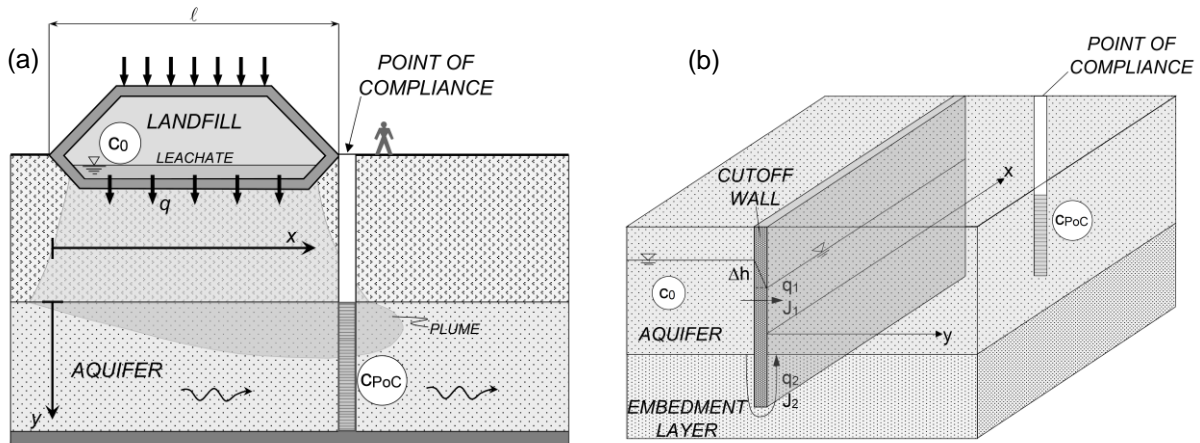 (a)
ℓ
POINT OF
COMPLIANCE
LANDFILL
C0
LEACHATE
q
x
PLUME
AQUIFER
CPoC
y
(b)
POINT OF
COMPLIANCE
CUTOFF
WALL
x
CPoC
Δh
C0
q1
J1
AQUIFER
y
q2
J2
EMBEDMENT
LAYER